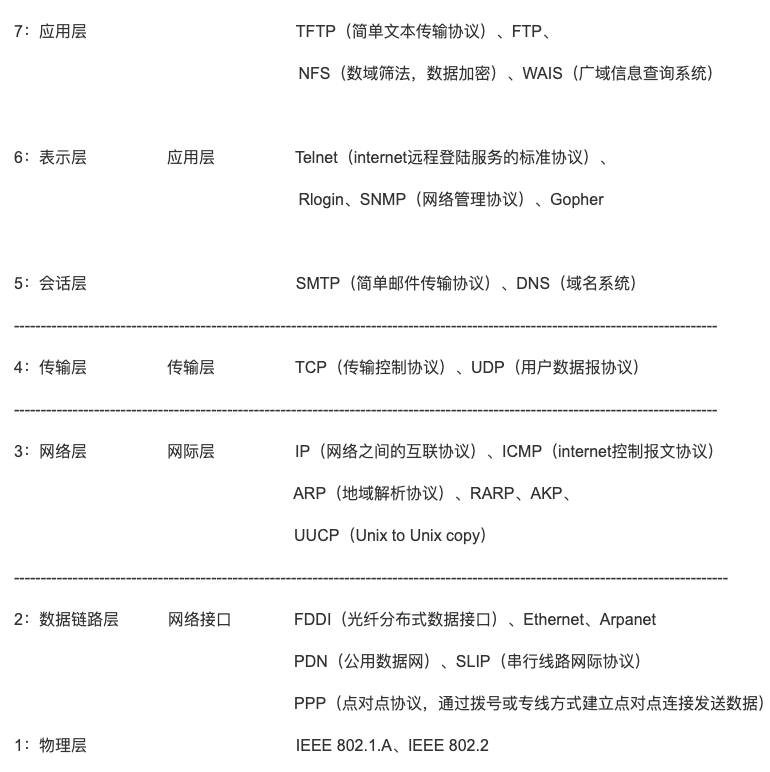 7：应用层 TFTP（简单文本传输协议）、FTP、
NFS（数域筛法，数据加密）、WAIS（广域信息查询系统）
6：表示层 应用层 Telnet（internet远程登陆服务的标准协议）、
Rlogin、SNMP（网络管理协议）、Gopher
5：会话层 SMTP（简单邮件传输协议）、DNS（域名系统）
4：传输层 传输层 TCP（传输控制协议）、UDP（用户数据报协议）
3：网络层 网际层 IP（网络之间的互联协议）、ICMP（internet控制报文协议）
ARP（地域解析协议）、RARP、AKP、
UUCP（Unix to Unix copy）
2：数据链路层 网络接口 FDDI（光纤分布式数据接口）、Ethernet、Arpanet
PDN（公用数据网）、SLIP（串行线路网际协议）
PPP（点对点协议，通过拨号或专线方式建立点对点连接发送数据）
1：物理层 IEEE 802.1.A、IEEE 802.2